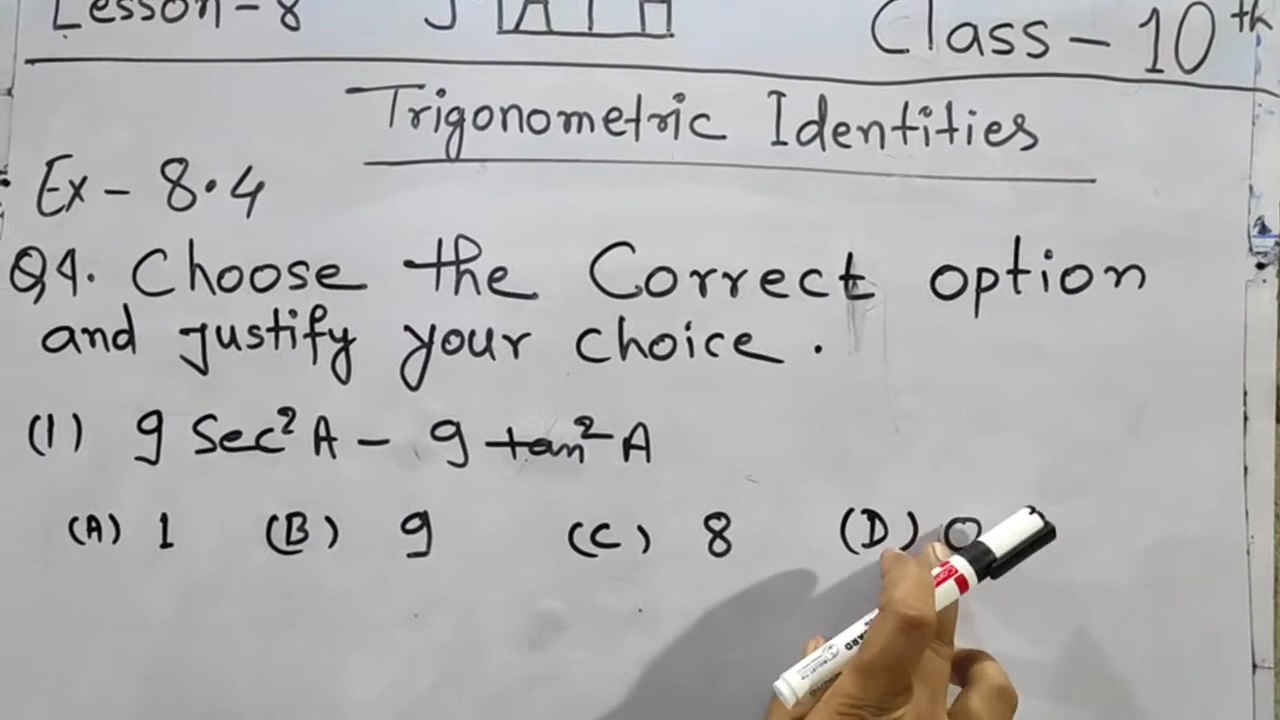 Lesson - 8 Class - 10th
Trigonometric Identities
Ex - 8.4
Q4. Choose the Correct option
and justify your choice.
(1) 9 Sec² A - 9 tan² A
(A) 1 (B) 9 (C) 8 (D) 0